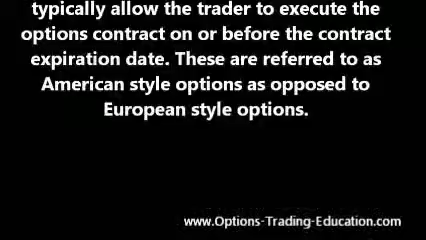 typically allow the trader to execute the
options contract on or before the contract
expiration date. These are referred to as
American style options as opposed to
European style options.
www.Options-Trading-Education.com